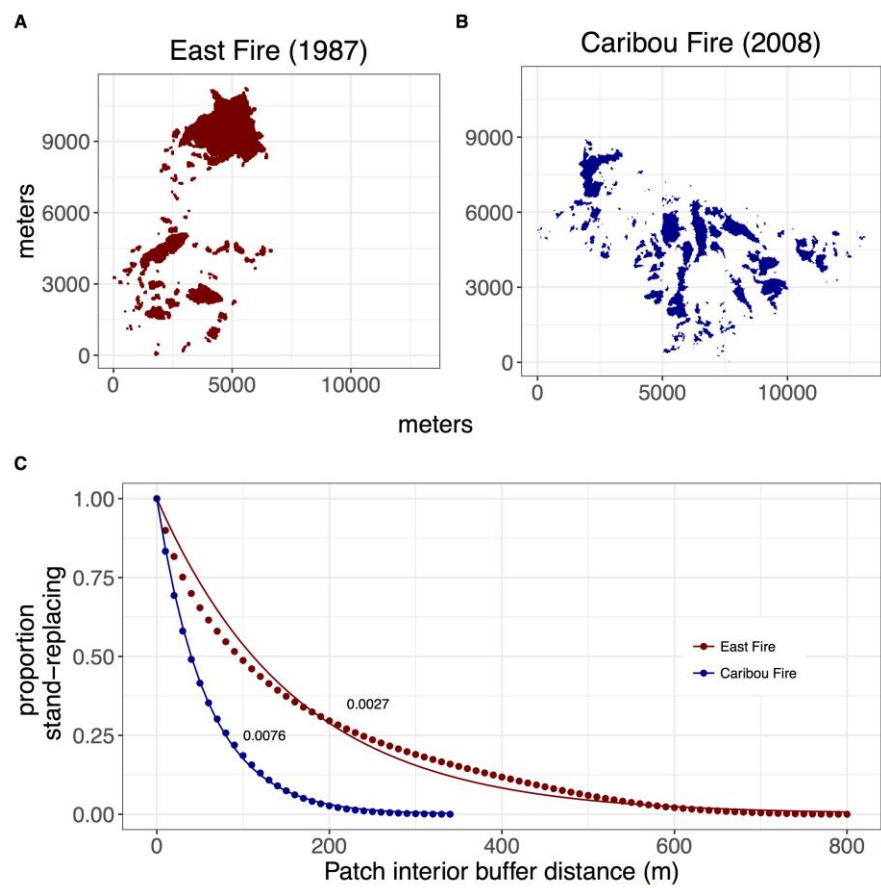 A
East Fire (1987)
9000
6000
3000
0
meters
0 5000 10000
B
Caribou Fire (2008)
9000
6000
3000
0
0 5000 10000
meters
C
1.00
0.75
0.50
0.25
0.00
proportion
stand−replacing
0.0076
0.0027
East Fire
Caribou Fire
0 200 400 600 800
Patch interior buffer distance (m)